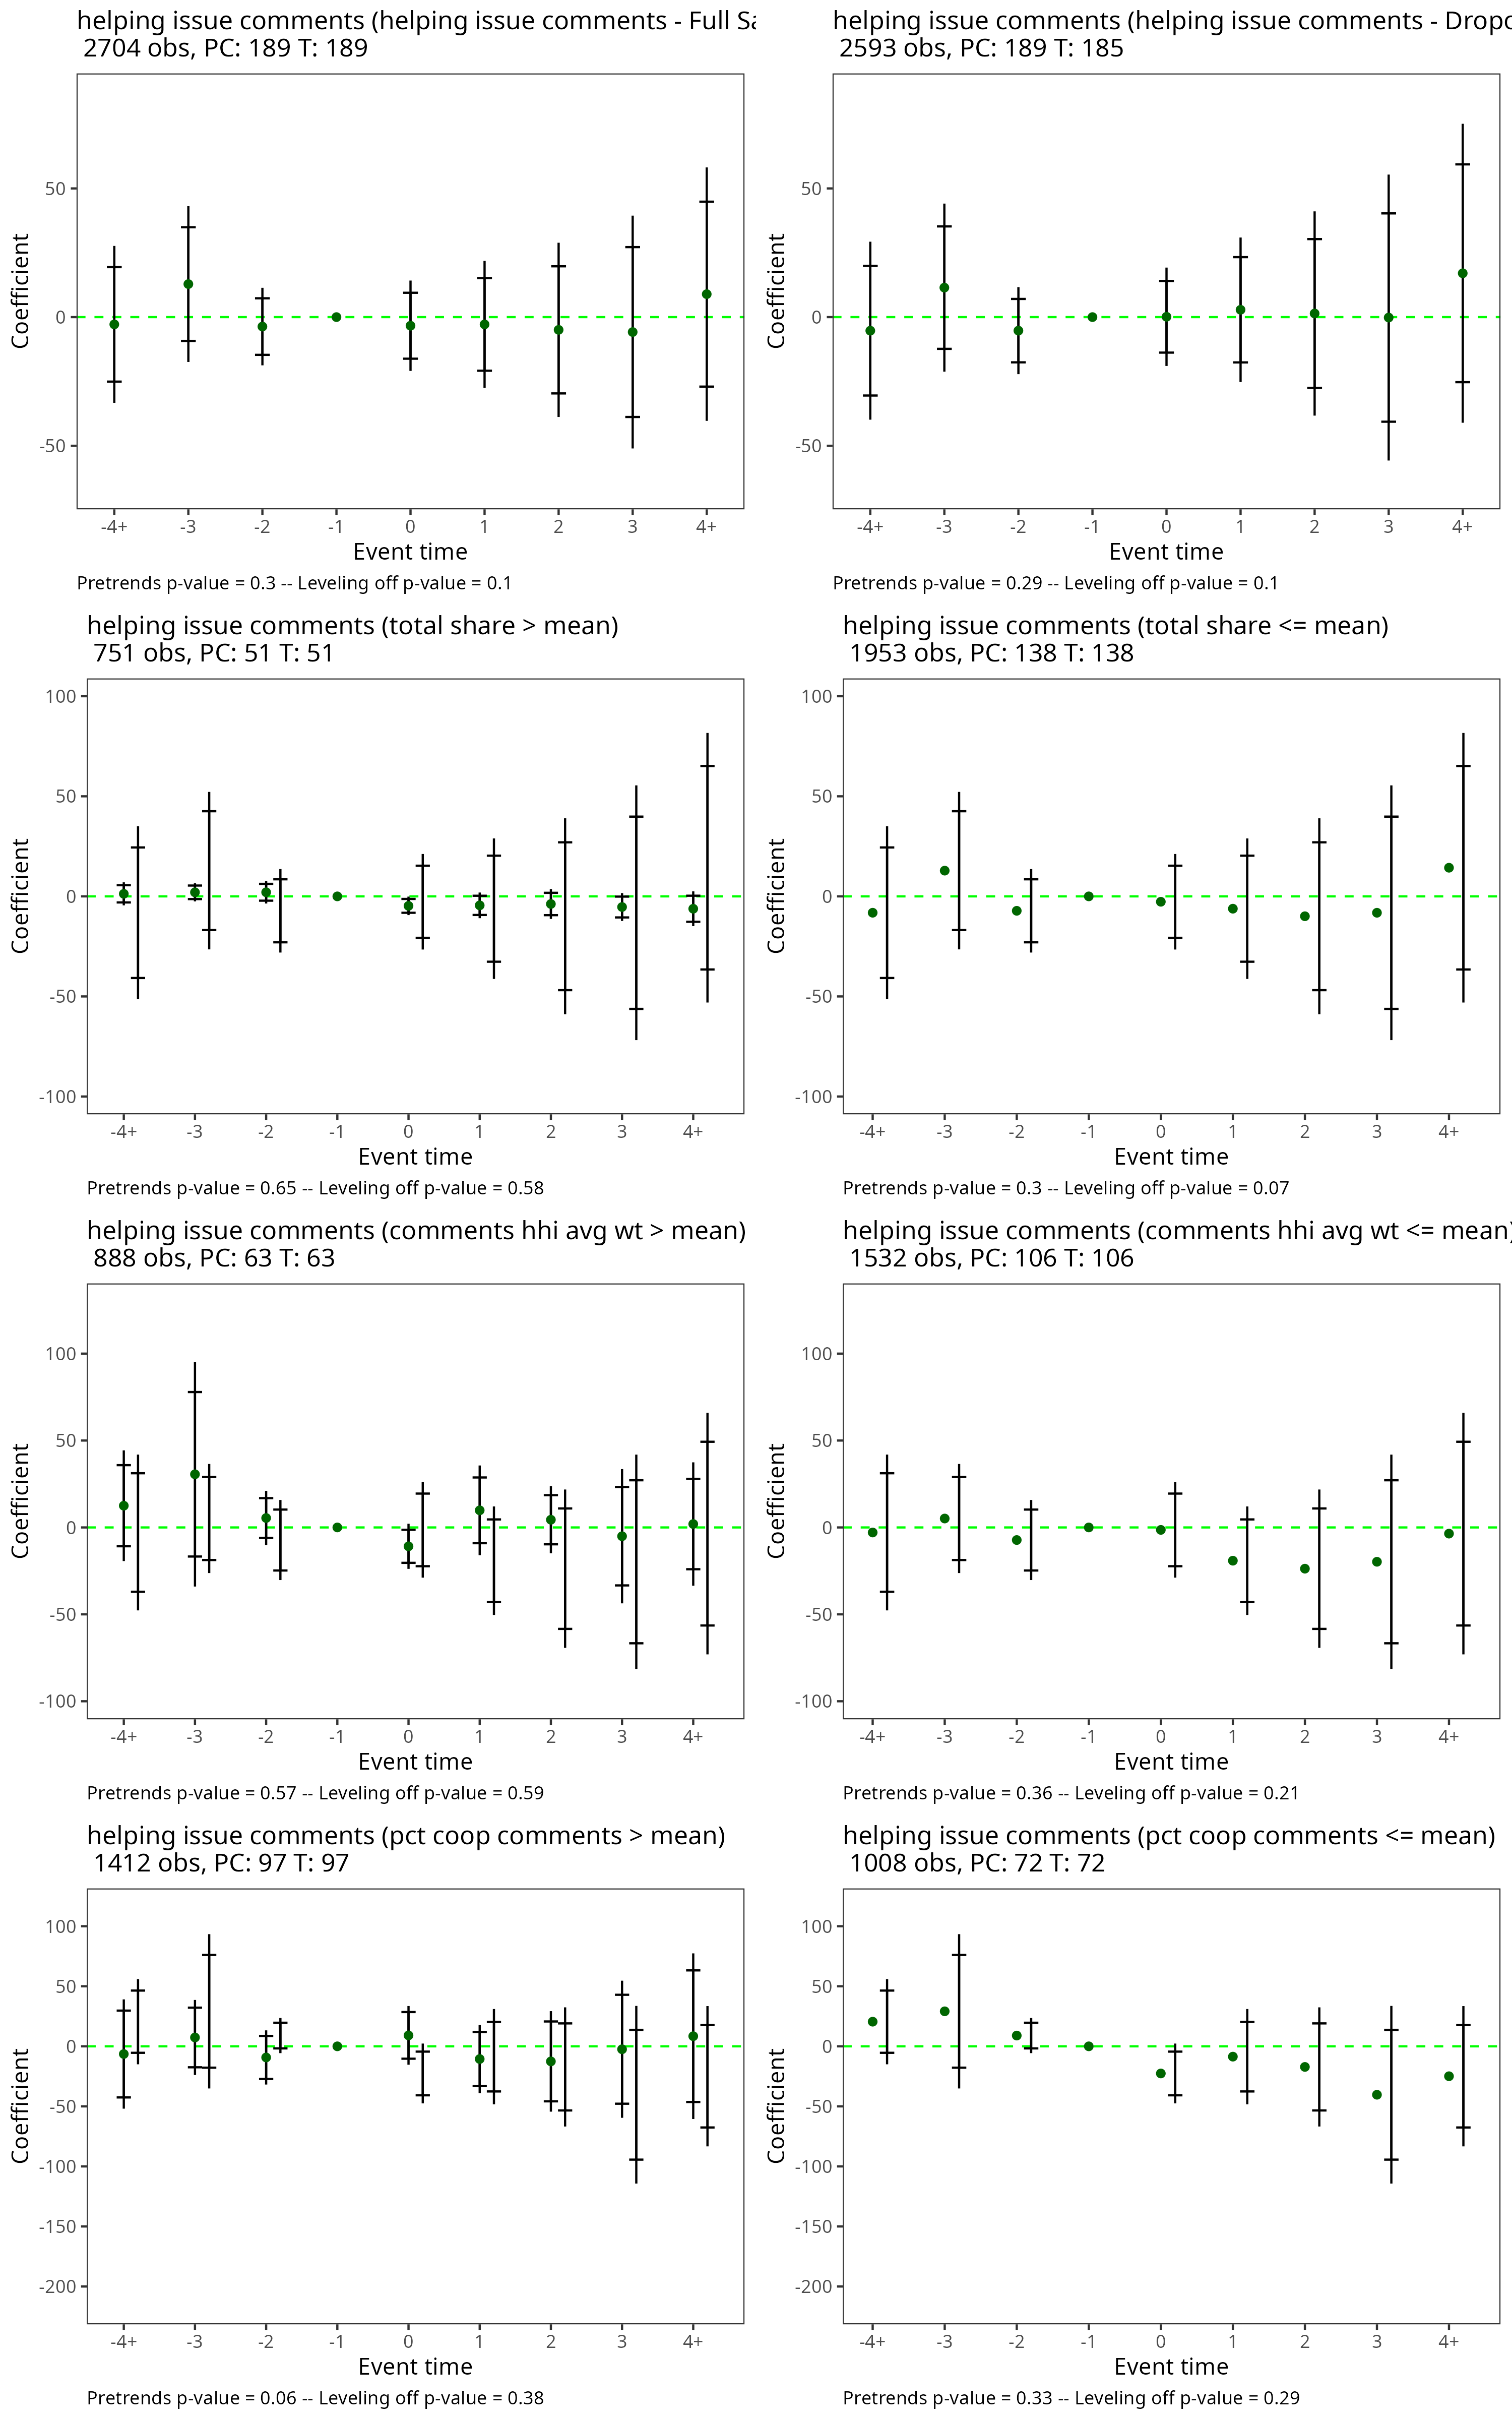 helping issue comments (helping issue comments - Full
2704 obs, PC: 189 T: 189
Coefficient
50
0
-50
-4+ -3 -2 -1 0 1 2 3 4+
Event time
Pretrends p-value = 0.3 -- Leveling off p-value = 0.1
helping issue comments (helping issue comments -
2593 obs, PC: 189 T: 185
Coefficient
50
0
-50
-4+ -3 -2 -1 0 1 2 3 4+
Event time
Pretrends p-value = 0.29 -- Leveling off p-value = 0.1
helping issue comments (total share > mean)
751 obs, PC: 51 T: 51
Coefficient
100
50
0
-50
-100
-4+ -3 -2 -1 0 1 2 3 4+
Event time
Pretrends p-value = 0.65 -- Leveling off p-value = 0.58
helping issue comments (total share <= mean)
1953 obs, PC: 138 T: 138
Coefficient
100
50
0
-50
-100
-4+ -3 -2 -1 0 1 2 3 4+
Event time
Pretrends p-value = 0.3 -- Leveling off p-value = 0.07
helping issue comments (comments hhi avg wt > mean)
888 obs, PC: 63 T: 63
Coefficient
100
50
0
-50
-100
-4+ -3 -2 -1 0 1 2 3 4+
Event time
Pretrends p-value = 0.57 -- Leveling off p-value = 0.59
helping issue comments (comments hhi avg wt <= mean)
1532 obs, PC: 106 T: 106
Coefficient
100
50
0
-50
-100
-4+ -3 -2 -1 0 1 2 3 4+
Event time
Pretrends p-value = 0.36 -- Leveling off p-value = 0.21
helping issue comments (pct coop comments > mean)
1412 obs, PC: 97 T: 97
Coefficient
100
50
0
-50
-100
-150
-200
-4+ -3 -2 -1 0 1 2 3 4+
Event time
Pretrends p-value = 0.06 -- Leveling off p-value = 0.38
helping issue comments (pct coop comments <= mean)
1008 obs, PC: 72 T: 72
Coefficient
100
50
0
-50
-100
-150
-200
-4+ -3 -2 -1 0 1 2 3 4+
Event time
Pretrends p-value = 0.33 -- Leveling off p-value = 0.29